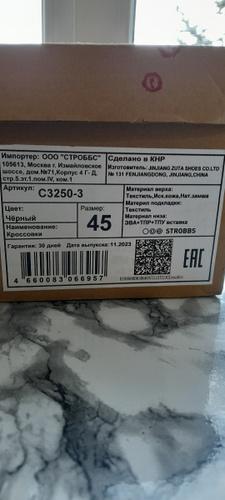 Импортер: ООО "СТРОББС"
105613, Москва г. Измайловское
шоссе, дом.№71,Корпус 4 Г- Д,
стр.5.эт.1.пом.IV, ком.1
Сделано в КНР
Изготовитель: JINJIANG ZUTA SHOES CO.LTD
№ 131 FENJIANGDONG, JINJIANG,CHINA
Артикул:
C3250-3
Цвет:
Чёрный
Наименование:
Кроссовки
Размер:
45
Материал верха:
Текстиль,Иск.кожа,Нат.замша
Материал подкладки:
Текстиль
Материал низа:
ЭВА+ТПР+ТПУ вставка
STROBBS
Гарантия: 30 дней Дата выпуска: 11.2023
4 660083 066957
EAC